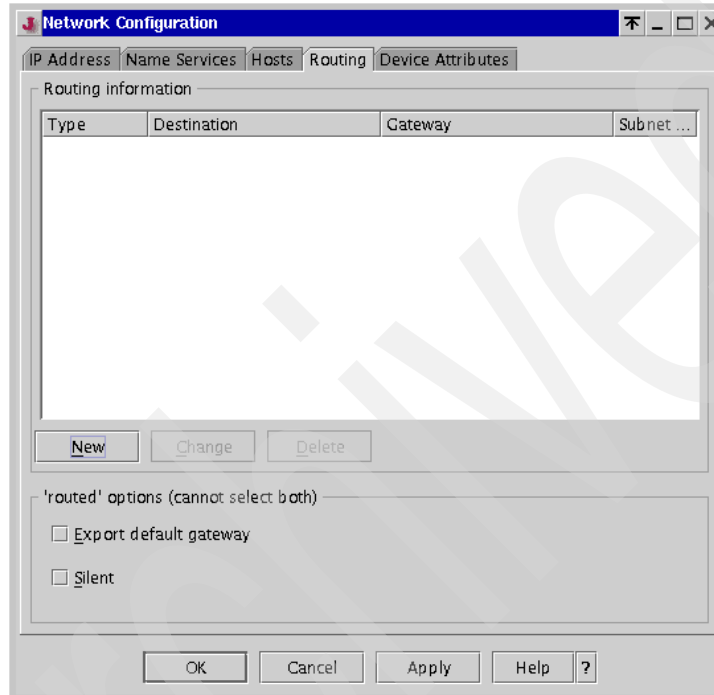 Network Configuration
IP Address Name Services Hosts Routing Device Attributes
Routing information
Type Destination Gateway Subnet ...
New Change Delete
'routed' options (cannot select both)
Export default gateway
Silent
OK Cancel Apply Help ?